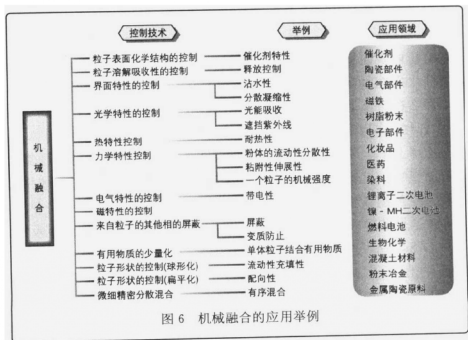 控制技术 举例 应用领域
粒子表面化学结构的控制 催化剂特性 催化剂
粒子溶解吸收性的控制 释放控制 陶瓷部件
界面特性的控制 沾水性 电气部件
分散凝缩性 磁铁
光学特性的控制 光能吸收 树脂粉末
遮挡紫外线 电子部件
热特性控制 耐热性 化妆品
力学特性控制 粉体的流动性分散性 医药
粘附性伸展性 染料
一个粒子的机械强度
机械融合
电气特性的控制 带电性 锂离子二次电池
磁特性的控制 镍-MH二次电池
来自粒子的其他相的屏蔽 屏蔽 燃料电池
变质防止 生物化学
有用物质的少量化 单体粒子结合有用物质 混凝土材料
粒子形状的控制(球形化) 流动性充填性
粒子形状的控制(扁平化) 配向性 粉末冶金
微细精密分散混合 有序混合 金属陶瓷原料
图 6 机械融合的应用举例